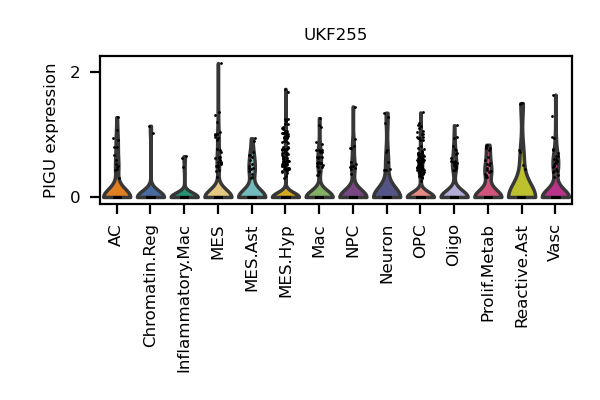 UKF255
PIGU expression
2
0
AC
Chromatin.Reg
Inflammatory.Mac
MES
MES.Ast
MES.Hyp
Mac
NPC
Neuron
OPC
Oligo
Prolif.Metab
Reactive.Ast
Vasc